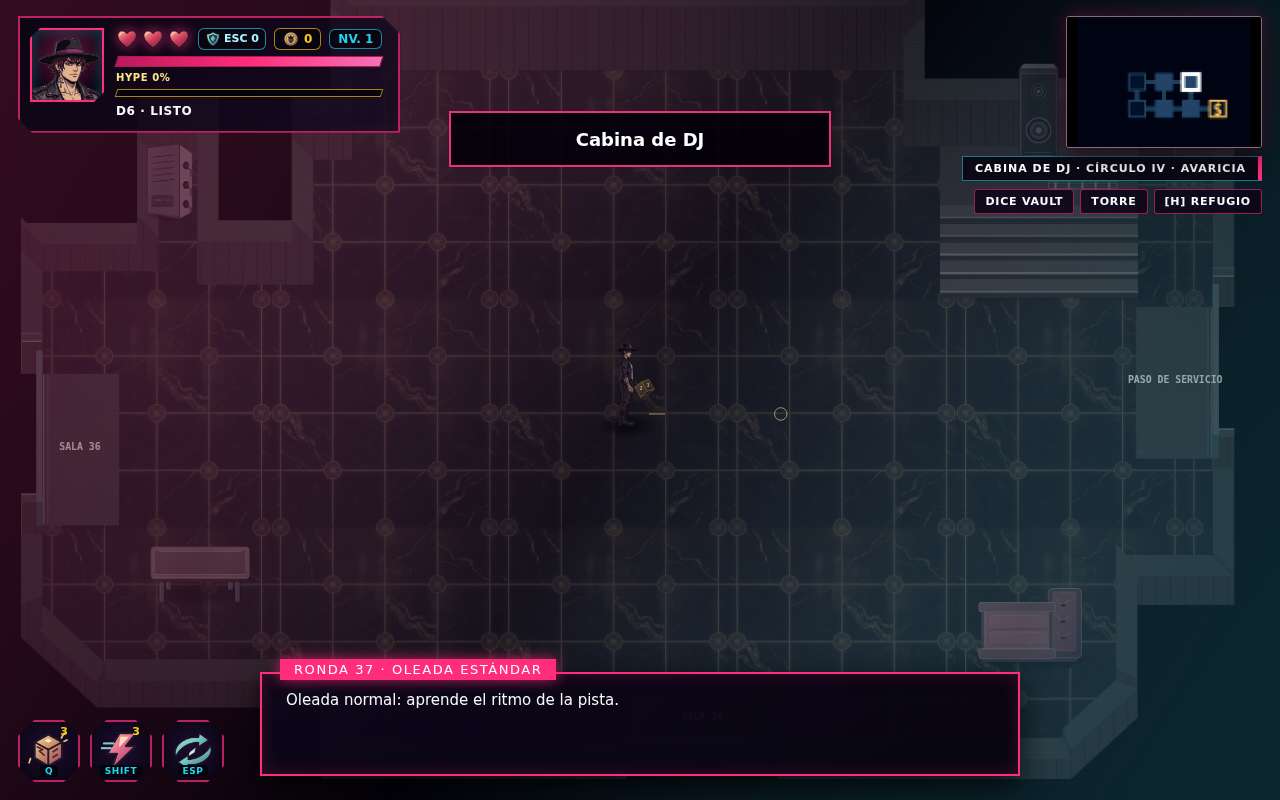 ESC 0
0
NV. 1
HYPE 0%
D6 · LISTO
Cabina de DJ
$
CABINA DE DJ · CÍRCULO IV · AVARICIA
DICE VAULT
TORRE
[H] REFUGIO
PASO DE SERVICIO
SALA 36
RONDA 37 · OLEADA ESTÁNDAR
Oleada normal: aprende el ritmo de la pista.
3
Q
3
SHIFT
ESP